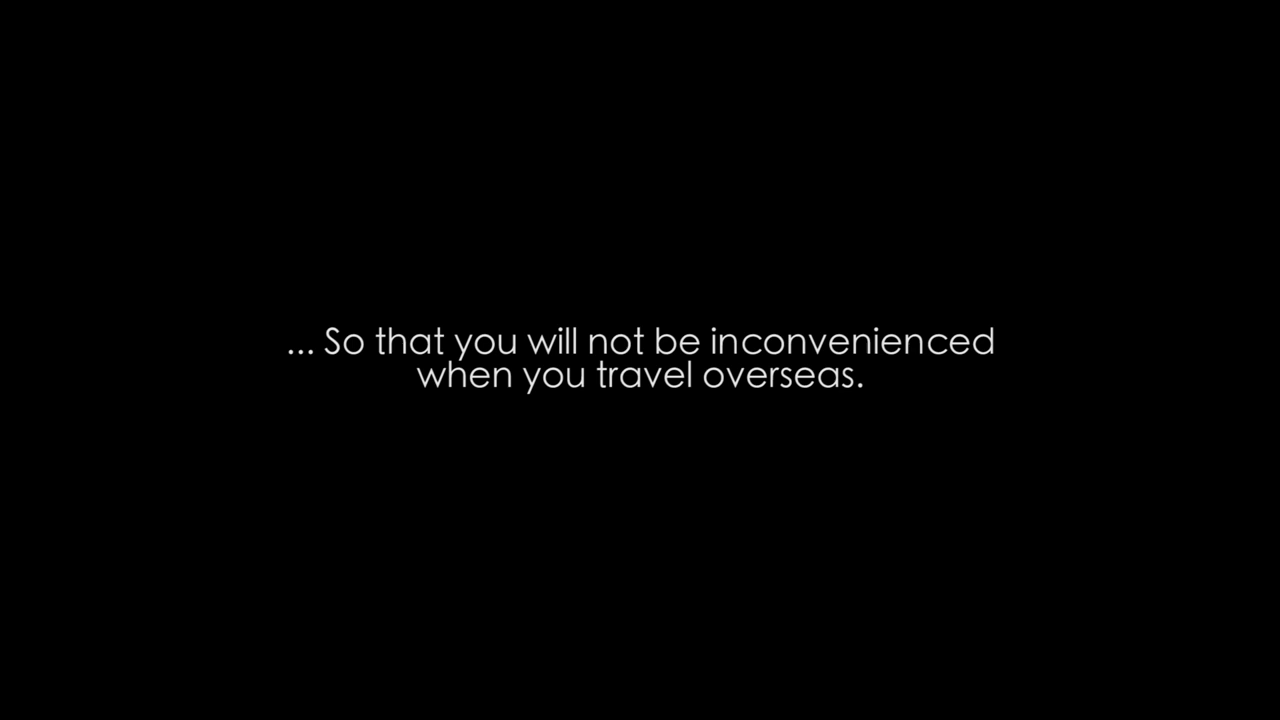 ... So that you will not be inconvenienced
when you travel overseas.